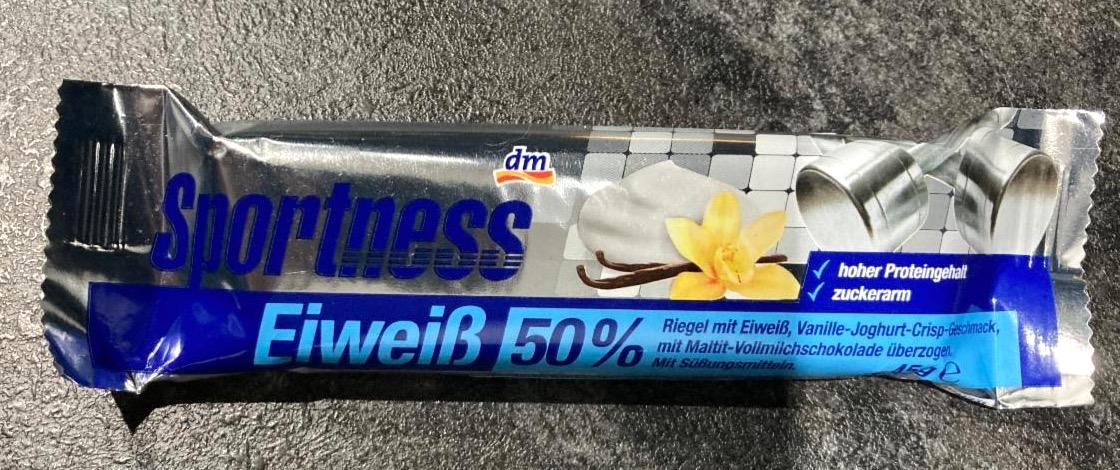 dm
Sportness
hoher Proteingehalt
zuckerarm
Eiweiß 50%
Riegel mit Eiweiß, Vanille-Joghurt-Crisp-Geschmack,
mit Maltit-Vollmilchschokolade überzogen.
Mit Süßungsmitteln.
45g e